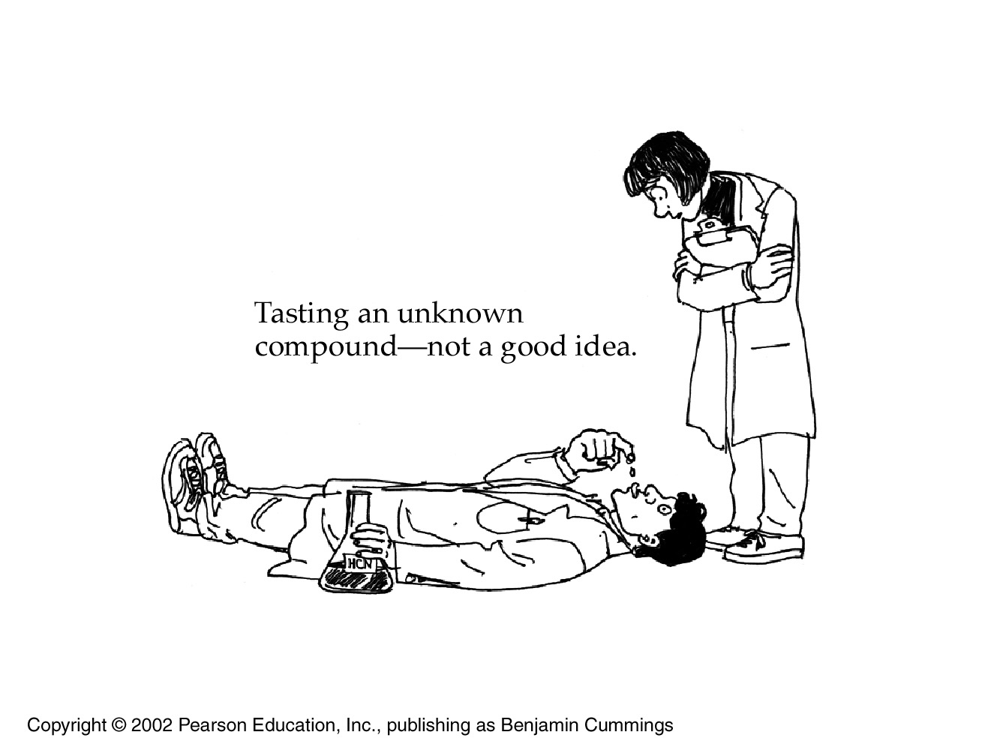 Tasting an unknown
compound—not a good idea.
HCN
Copyright © 2002 Pearson Education, Inc., publishing as Benjamin Cummings